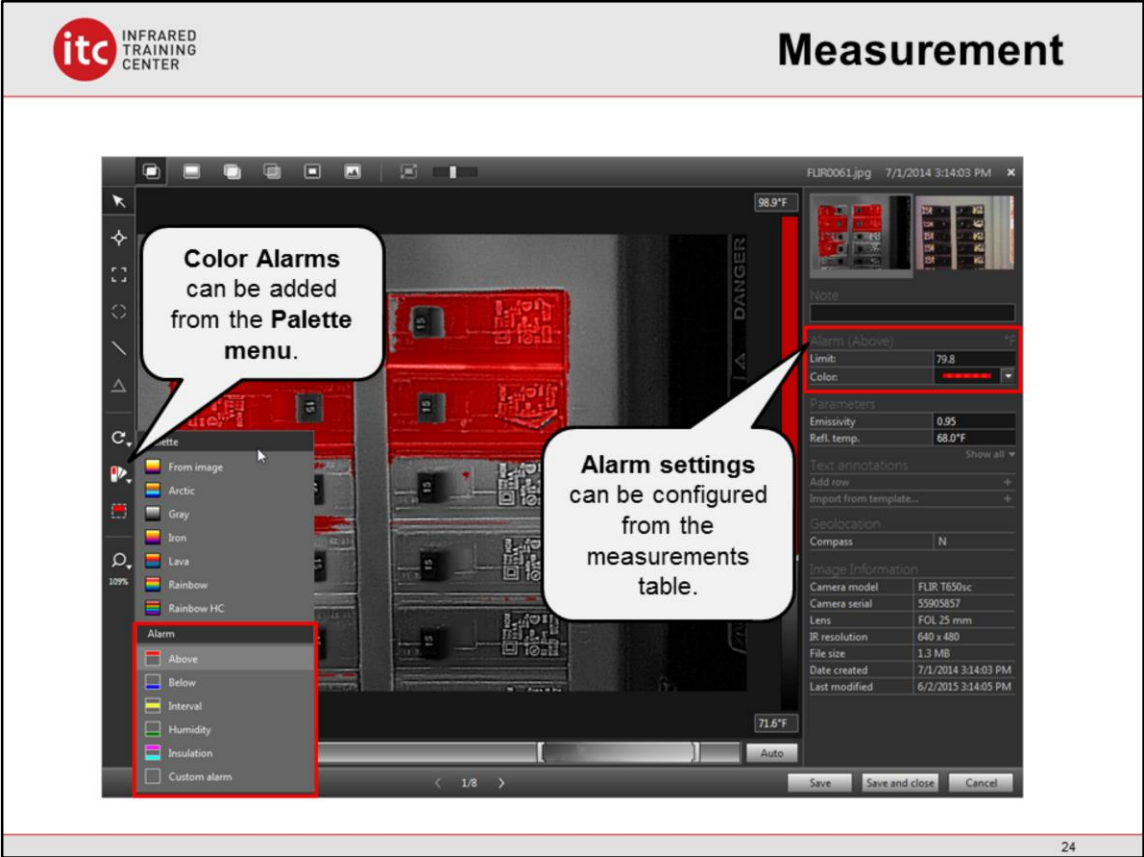 itc INFRARED
TRAINING
CENTER
Measurement
FLIR0061.jpg 7/1/2014 3:14:03 PM ×
98.9°F
DANGER
Color Alarms
can be added
from the Palette
menu.
15
15
15
15
15
15
Note
Alarm (Above) °F
Limit: 79.8
Color:
Parameters
Emissivity 0.95
Refl. temp. 68.0°F
Show all
Text annotations
Add row +
Import from template... +
Geolocation
Compass N
Image Information
Camera model FLIR T650sc
Camera serial 55905857
Lens FOL 25 mm
IR resolution 640 x 480
File size 1.3 MB
Date created 7/1/2014 3:14:03 PM
Last modified 6/2/2015 3:14:05 PM
Alarm settings
can be configured
from the
measurements
table.
From image
Arctic
Gray
Iron
Lava
Rainbow
Rainbow HC
Alarm
Above
Below
Interval
Humidity
Insulation
Custom alarm
109%
71.6°F
Auto
< 1/8 >
Save Save and close Cancel
24